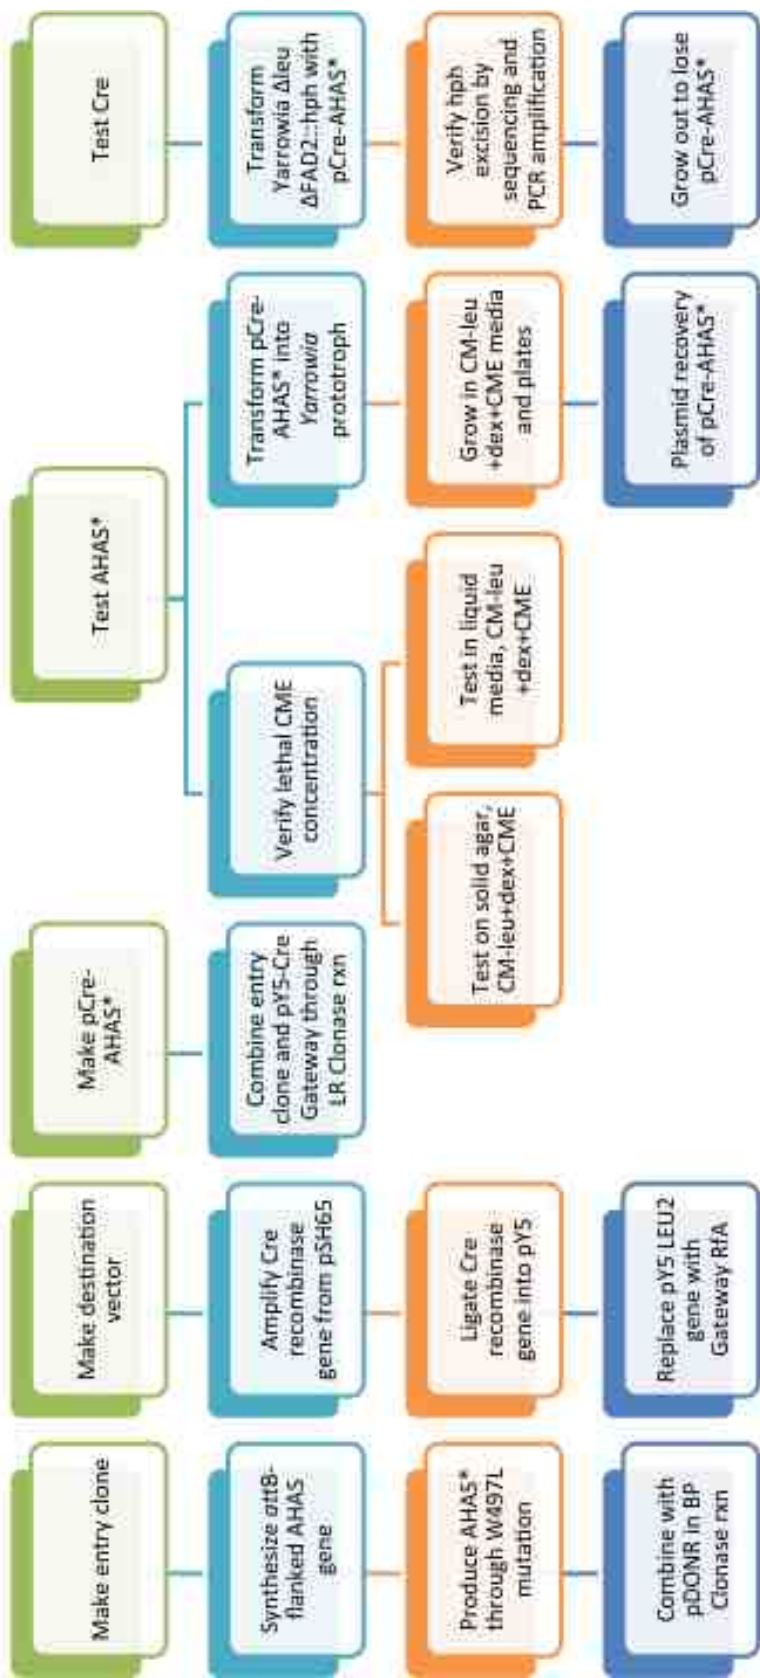 Make entry clone
Synthesize attB-
flanked AHAS
gene
Produce AHAS*
through W497L
mutation
Combine with
pDONR in BP
Clonase rxn
Make destination
vector
Amplify Cre
recombinase
gene from pSH65
Ligate Cre
recombinase
gene into pY5
Replace pY5 LEU2
gene with
Gateway RfA
Make pCre-
AHAS*
Combine entry
clone and pY5-Cre
Gateway through
LR Clonase rxn
Test AHAS*
Verify lethal CME
concentration
Test on solid agar,
CM-leu+dex+CME
Test in liquid
media, CM-leu
+dex+CME
Transform pCre-
AHAS* into
Yarrowia
prototroph
Grow in CM-leu
+dex+CME media
and plates
Plasmid recovery
of pCre-AHAS*
Test Cre
Transform
Yarrowia Δleu
ΔFAD2::hph with
pCre-AHAS*
Verify hph
excision by
sequencing and
PCR amplification
Grow out to lose
pCre-AHAS*